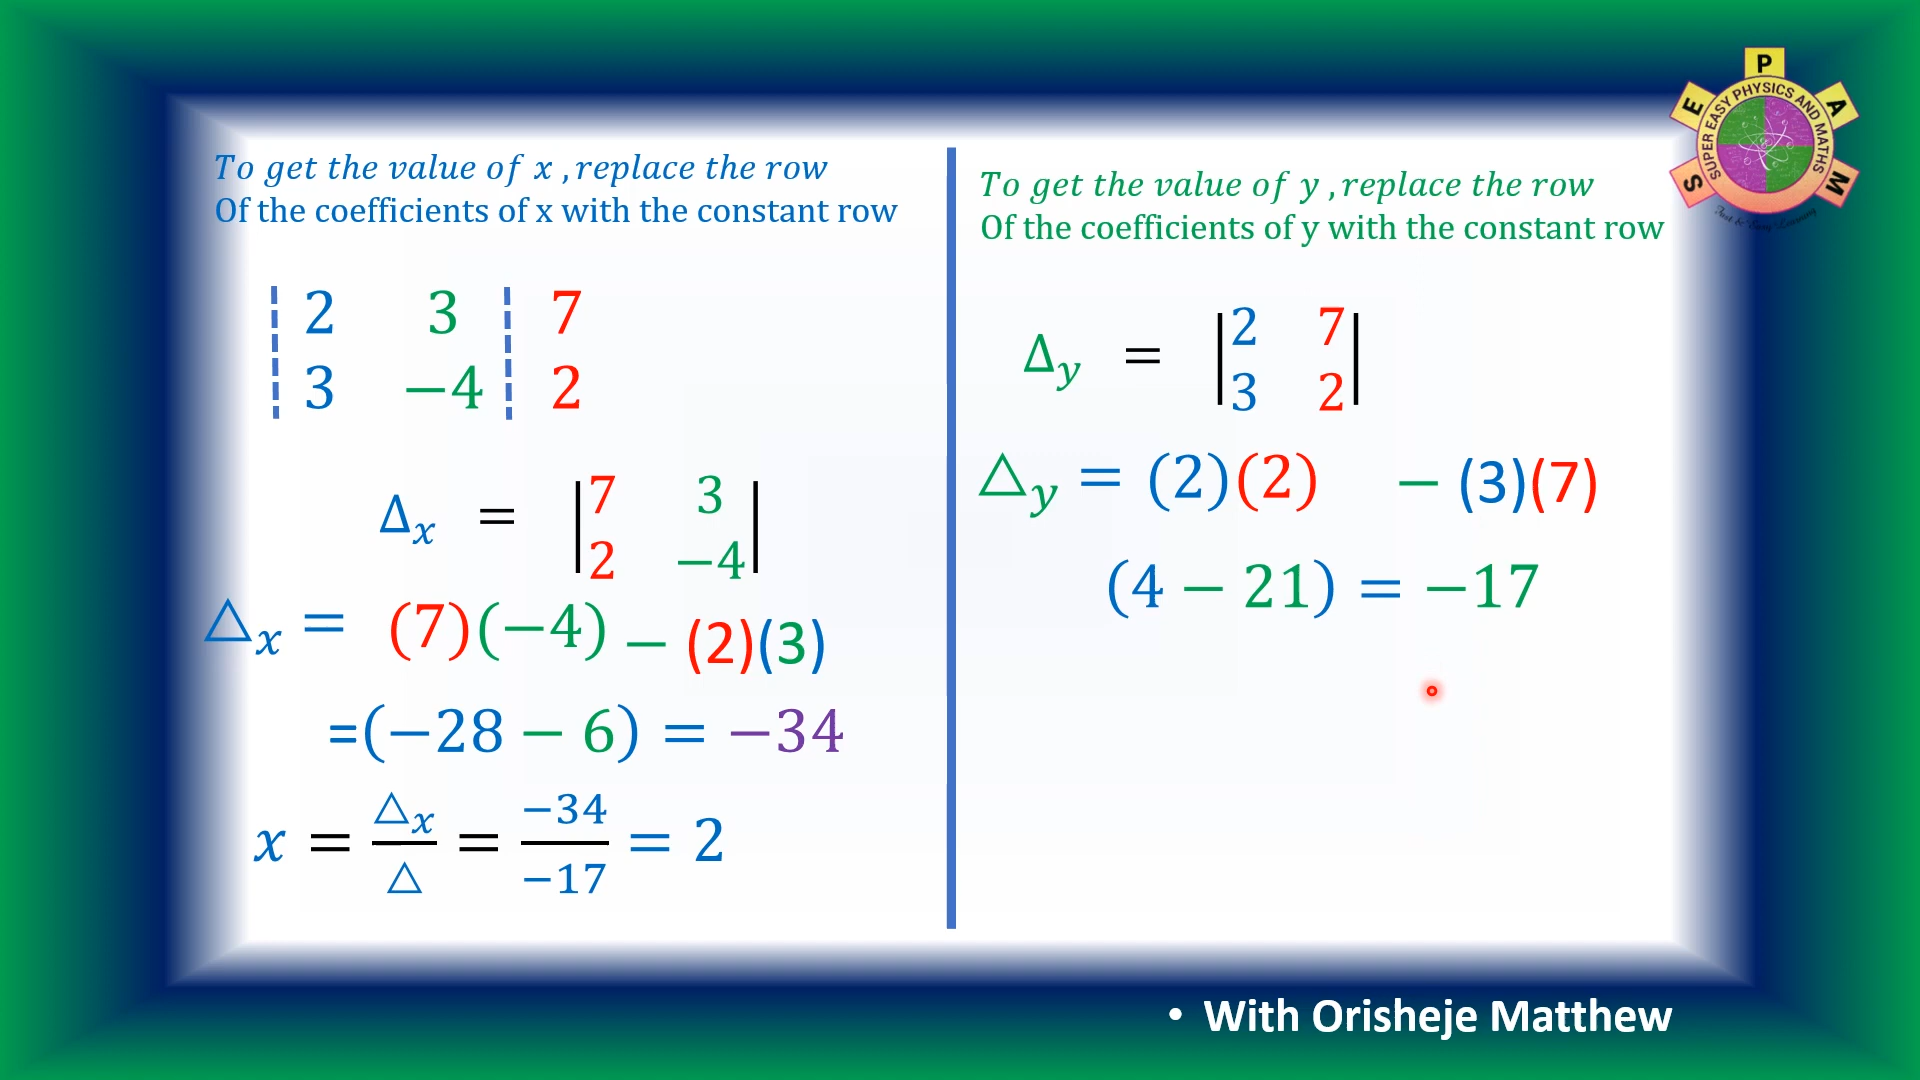 To get the value of x , replace the row
Of the coefficients of x with the constant row
2 3 7
3 −4 2
Δx = |7 3|
|2 −4|
△x = (7)(−4) − (2)(3)
=(−28 − 6) = −34
x = △x/△ = −34/−17 = 2
To get the value of y , replace the row
Of the coefficients of y with the constant row
Δy = |2 7|
|3 2|
△y = (2)(2) − (3)(7)
(4 − 21) = −17
S E P A M
SUPER EASY PHYSICS AND MATHS
Fast & Easy Learning
• With Orisheje Matthew